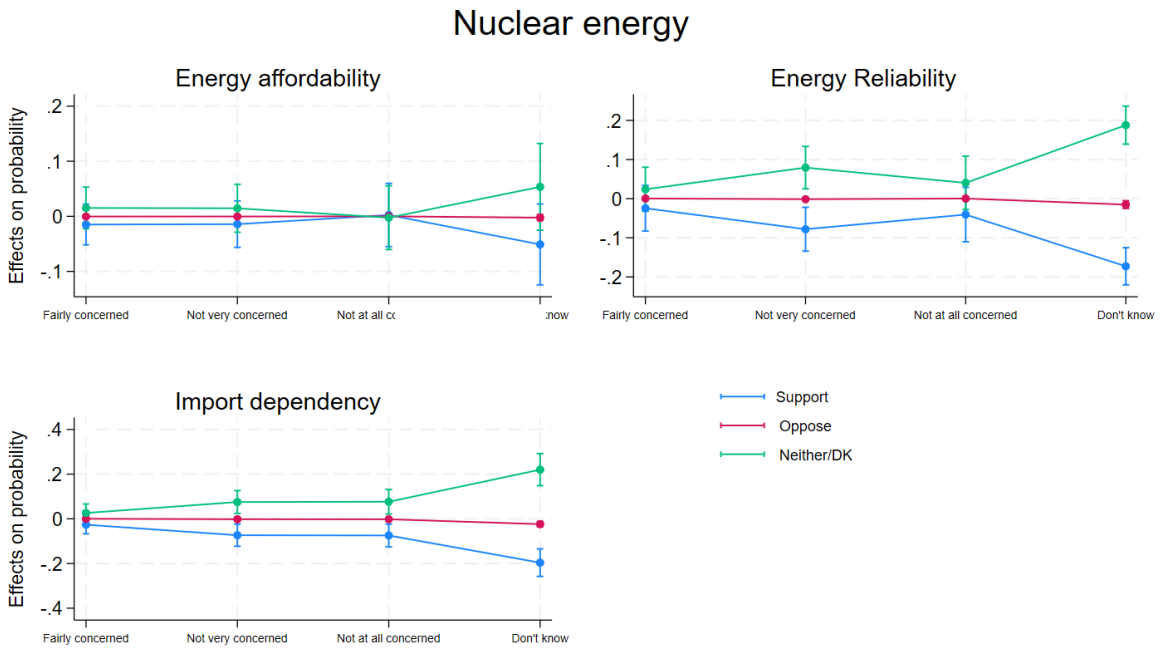 Nuclear energy
Energy affordability
Effects on probability
.2
.1
0
-.1
Fairly concerned Not very concerned Not at all
Energy Reliability
.2
.1
0
-.1
-.2
Fairly concerned Not very concerned Not at all concerned Don't know
Import dependency
Effects on probability
.4
.2
0
-.2
-.4
Fairly concerned Not very concerned Not at all concerned Don't know
Support
Oppose
Neither/DK